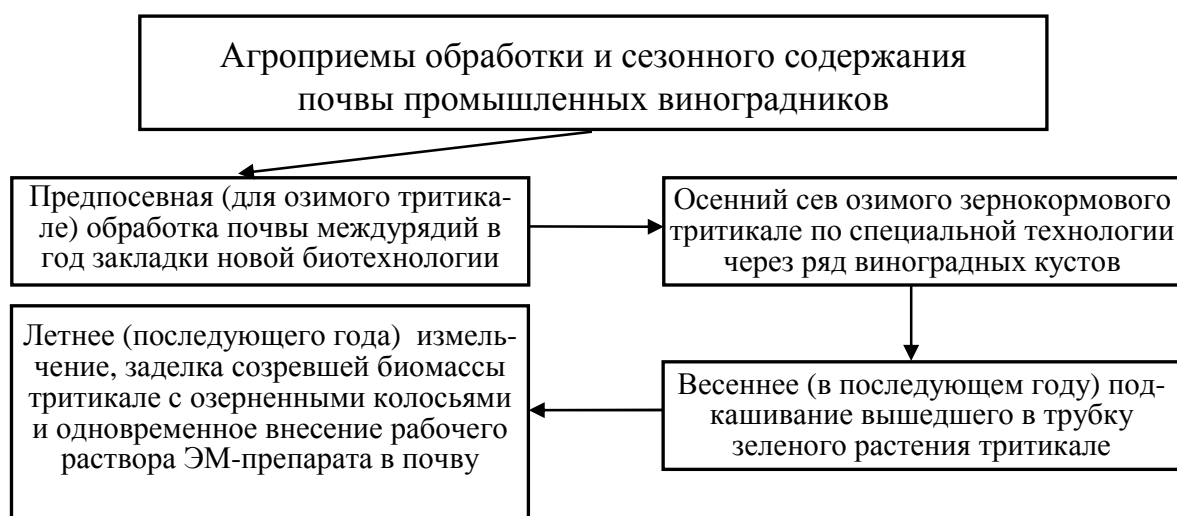 Агроприемы обработки и сезонного содержания
почвы промышленных виноградников
Предпосевная (для озимого тритика-
ле) обработка почвы междурядий в
год закладки новой биотехнологии
Осенний сев озимого зернокормового
тритикале по специальной технологии
через ряд виноградных кустов
Весеннее (в последующем году) под-
кашивание вышедшего в трубку
зеленого растения тритикале
Летнее (последующего года) измель-
чение, заделка созревшей биомассы
тритикале с озерненными колосьями
и одновременное внесение рабочего
раствора ЭМ-препарата в почву